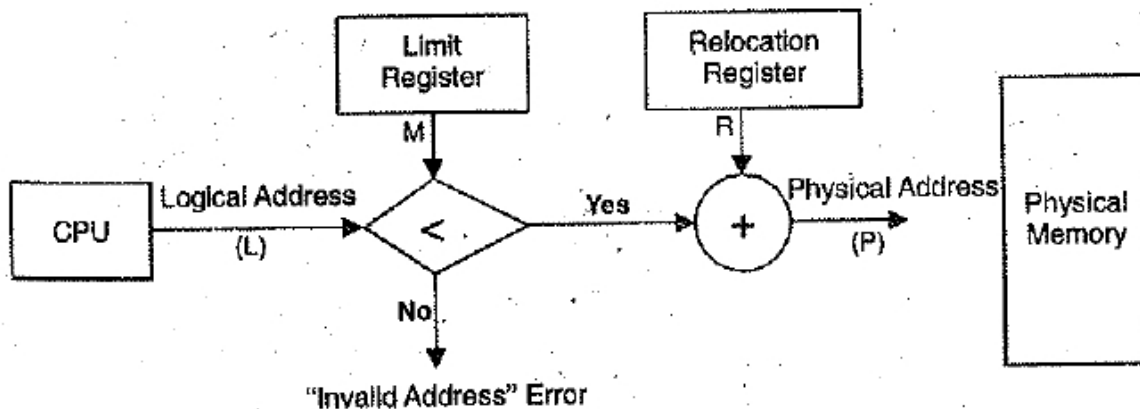 Limit
Register
Relocation
Register
M
R
CPU
Logical Address
(L)
<
Yes
+
Physical Address
(P)
Physical
Memory
No
"Invalid Address" Error